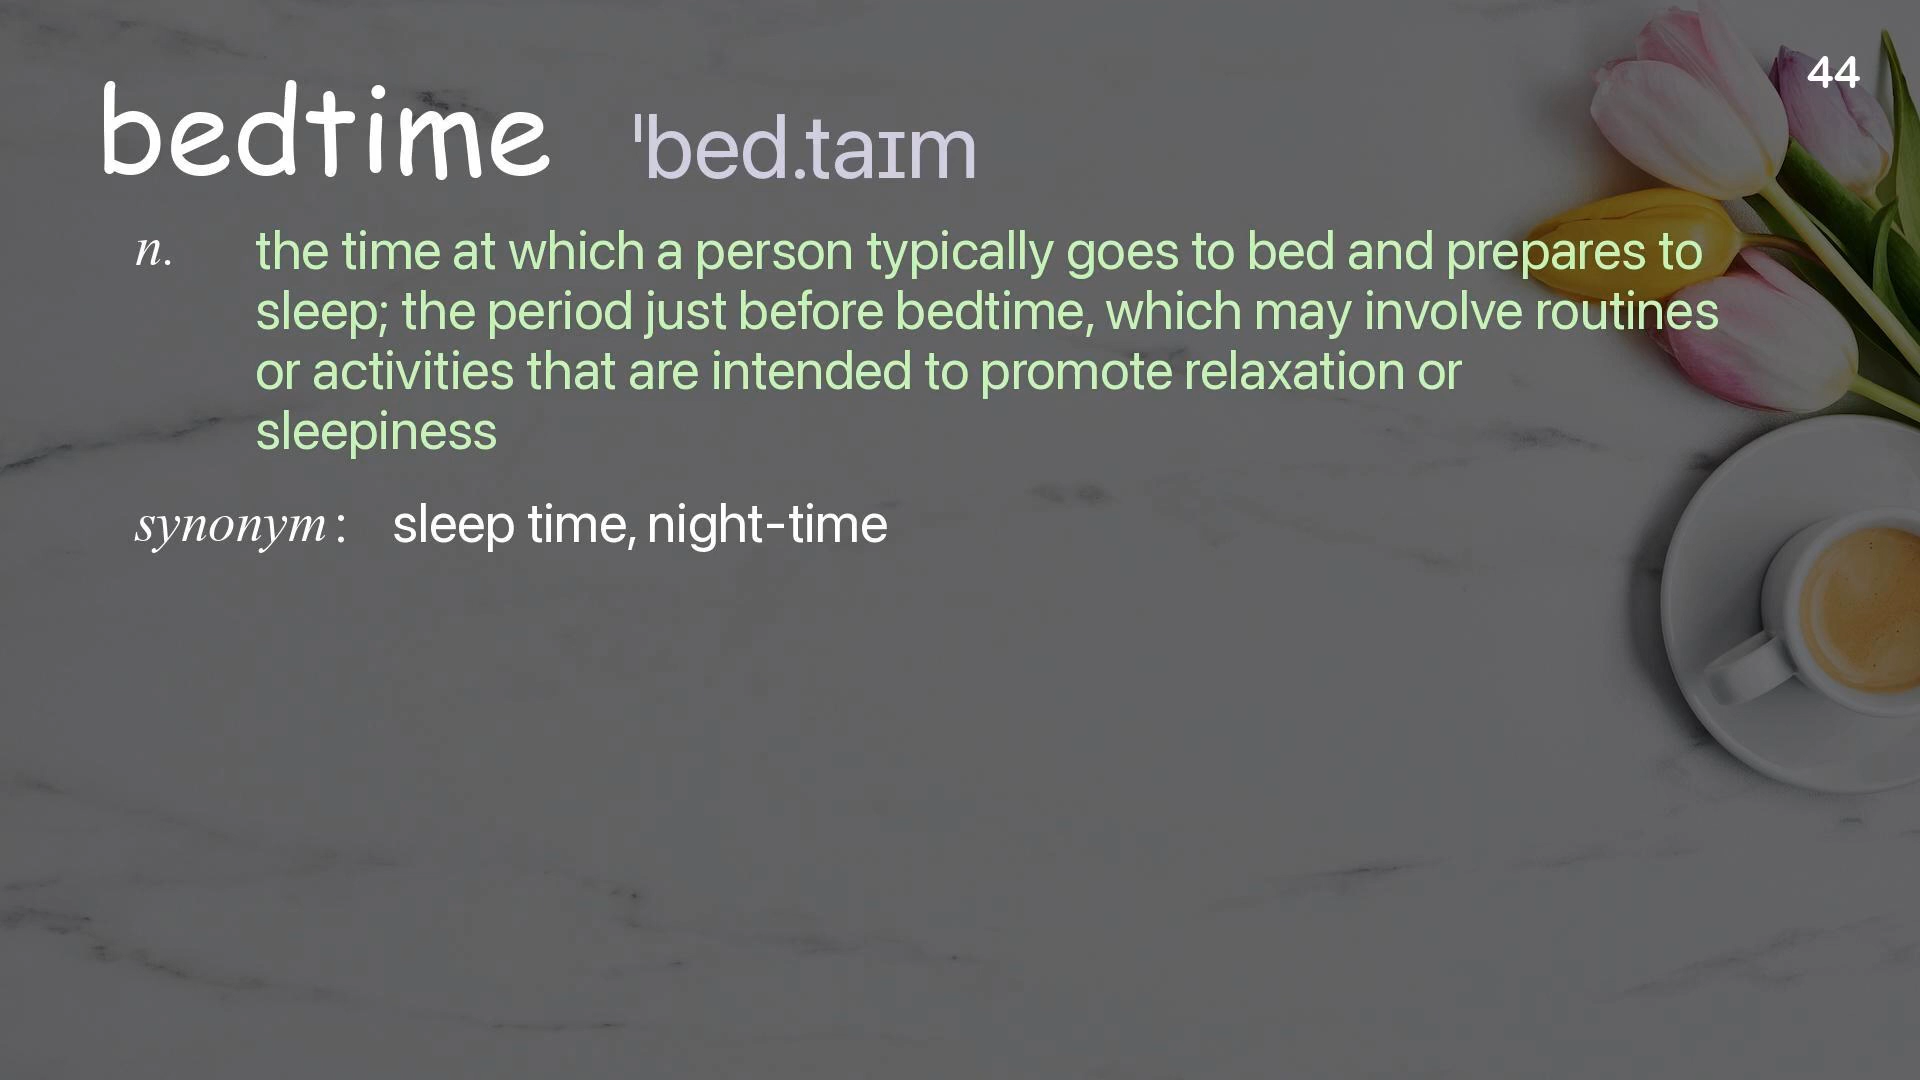 44
bedtime ˈbed.taɪm
n. the time at which a person typically goes to bed and prepares to
sleep; the period just before bedtime, which may involve routines
or activities that are intended to promote relaxation or
sleepiness
synonym: sleep time, night-time